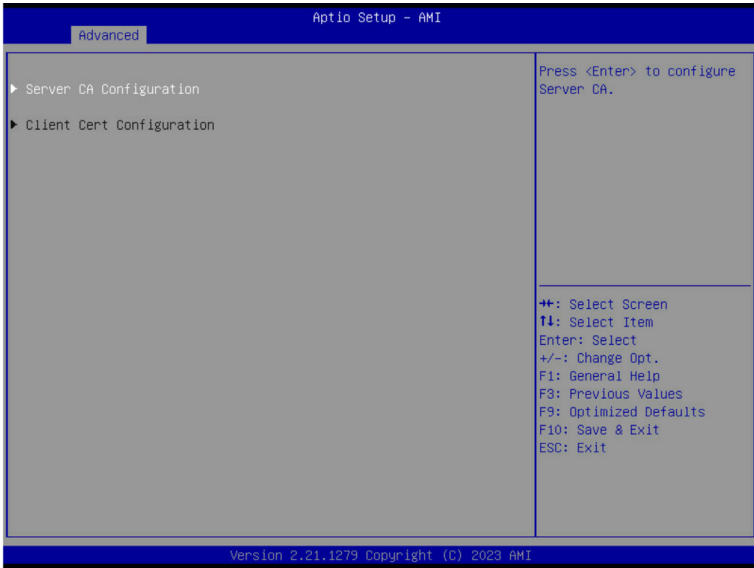 Aptio Setup – AMI
Advanced
▶ Server CA Configuration
▶ Client Cert Configuration
Press <Enter> to configure
Server CA.
→←: Select Screen
↑↓: Select Item
Enter: Select
+/-: Change Opt.
F1: General Help
F3: Previous Values
F9: Optimized Defaults
F10: Save & Exit
ESC: Exit
Version 2.21.1279 Copyright (C) 2023 AMI